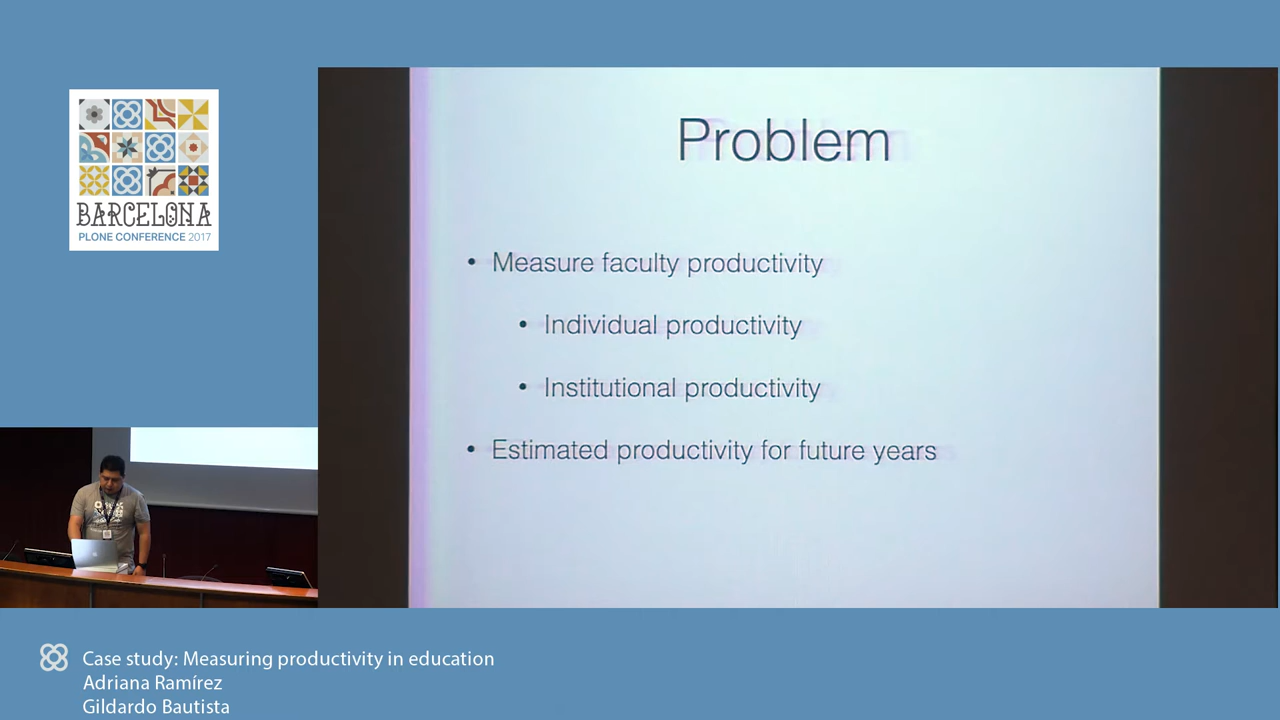 BARCELONA
PLONE CONFERENCE 2017
Problem
• Measure faculty productivity
• Individual productivity
• Institutional productivity
• Estimated productivity for future years
Case study: Measuring productivity in education
Adriana Ramírez
Gildardo Bautista